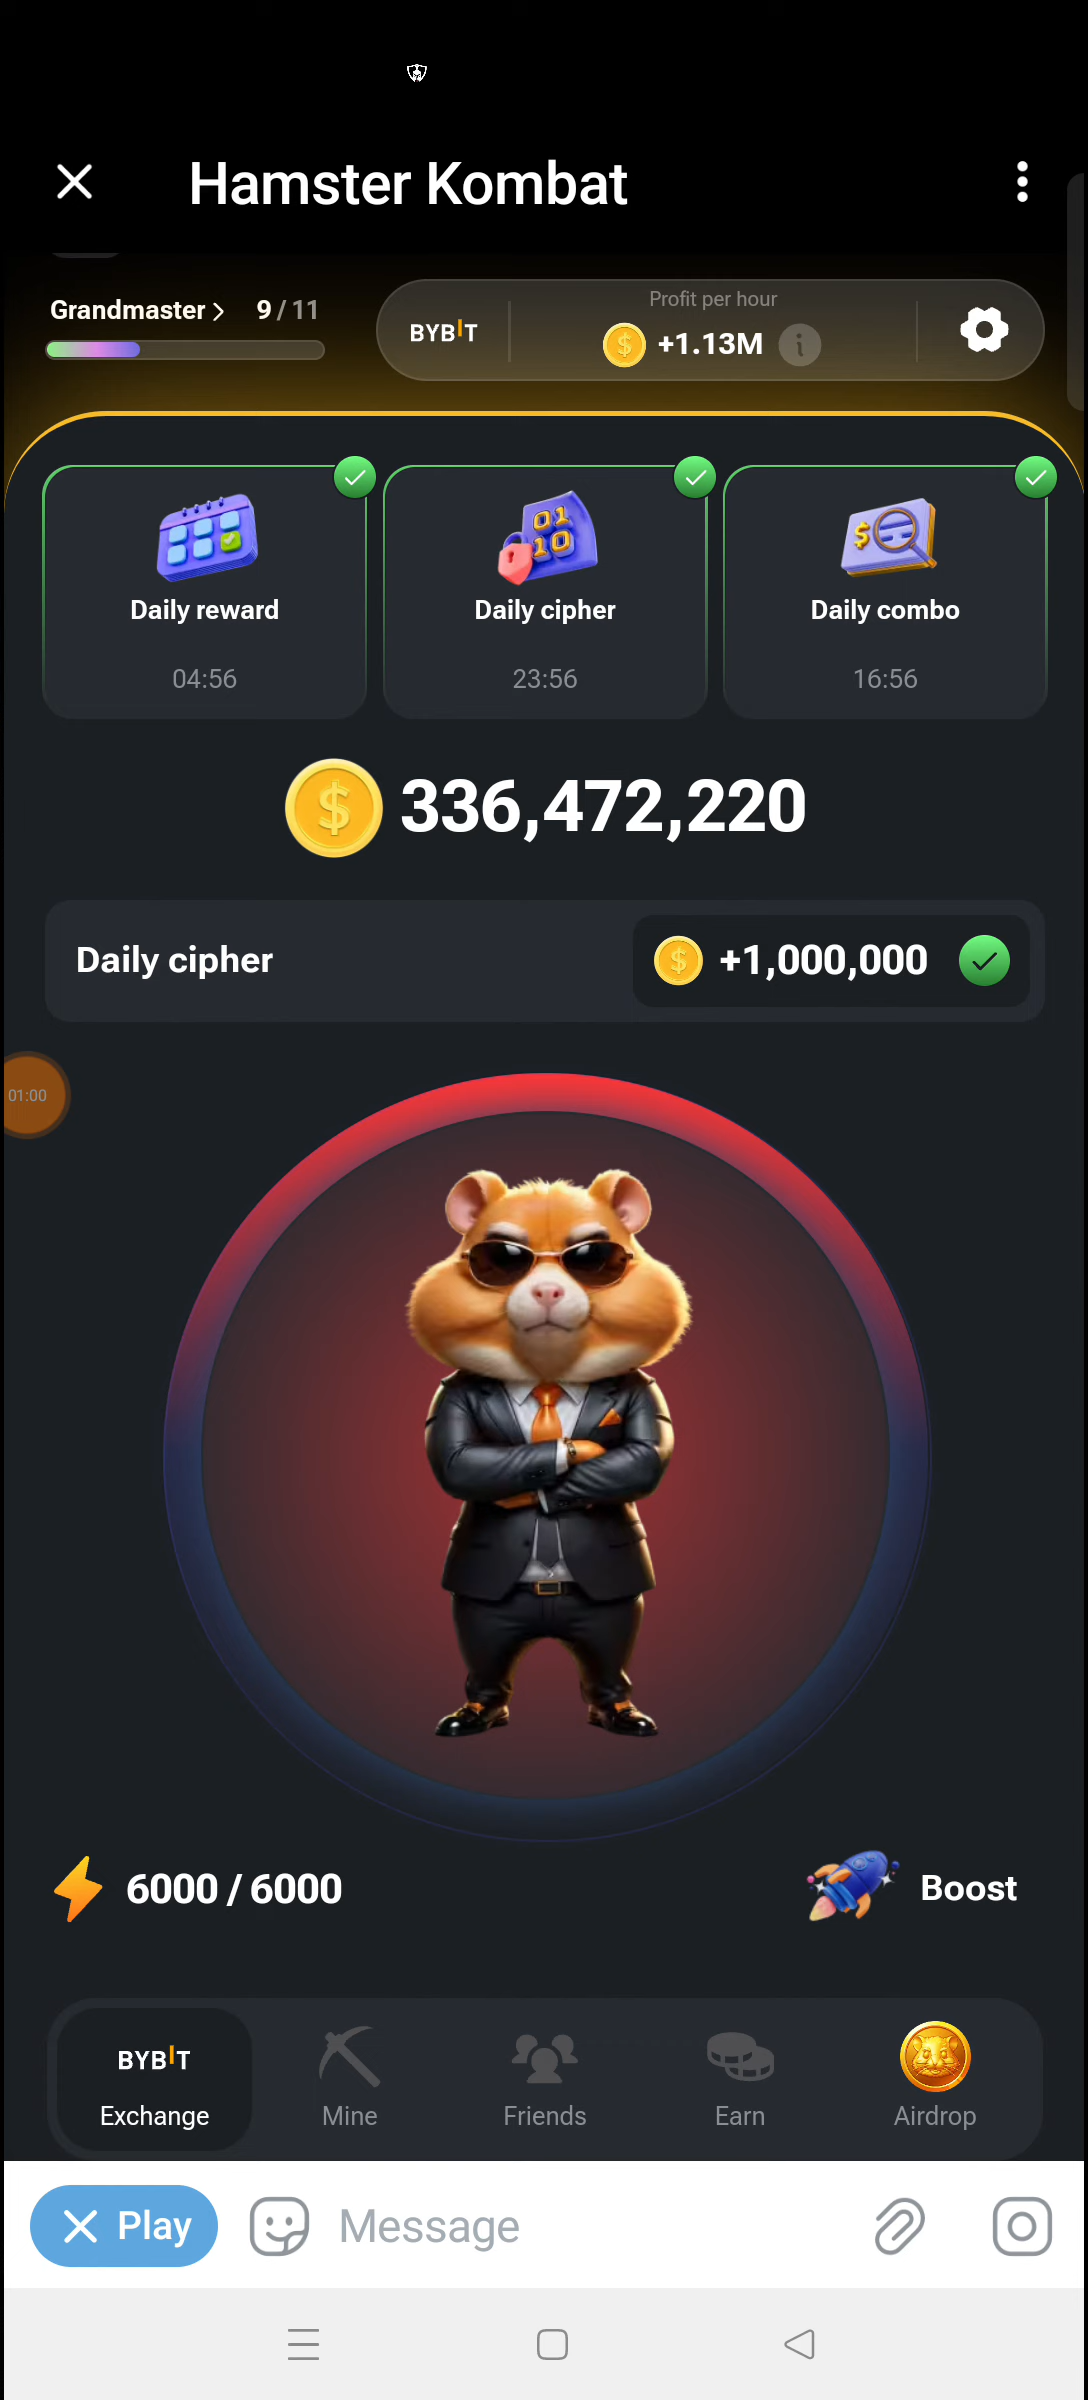 Hamster Kombat
Grandmaster > 9 / 11
BYBIT
Profit per hour
+1.13M
Daily reward
04:56
Daily cipher
23:56
Daily combo
16:56
336,472,220
Daily cipher +1,000,000
01:00
6000 / 6000
Boost
BYBIT
Exchange
Mine
Friends
Earn
Airdrop
Play
Message